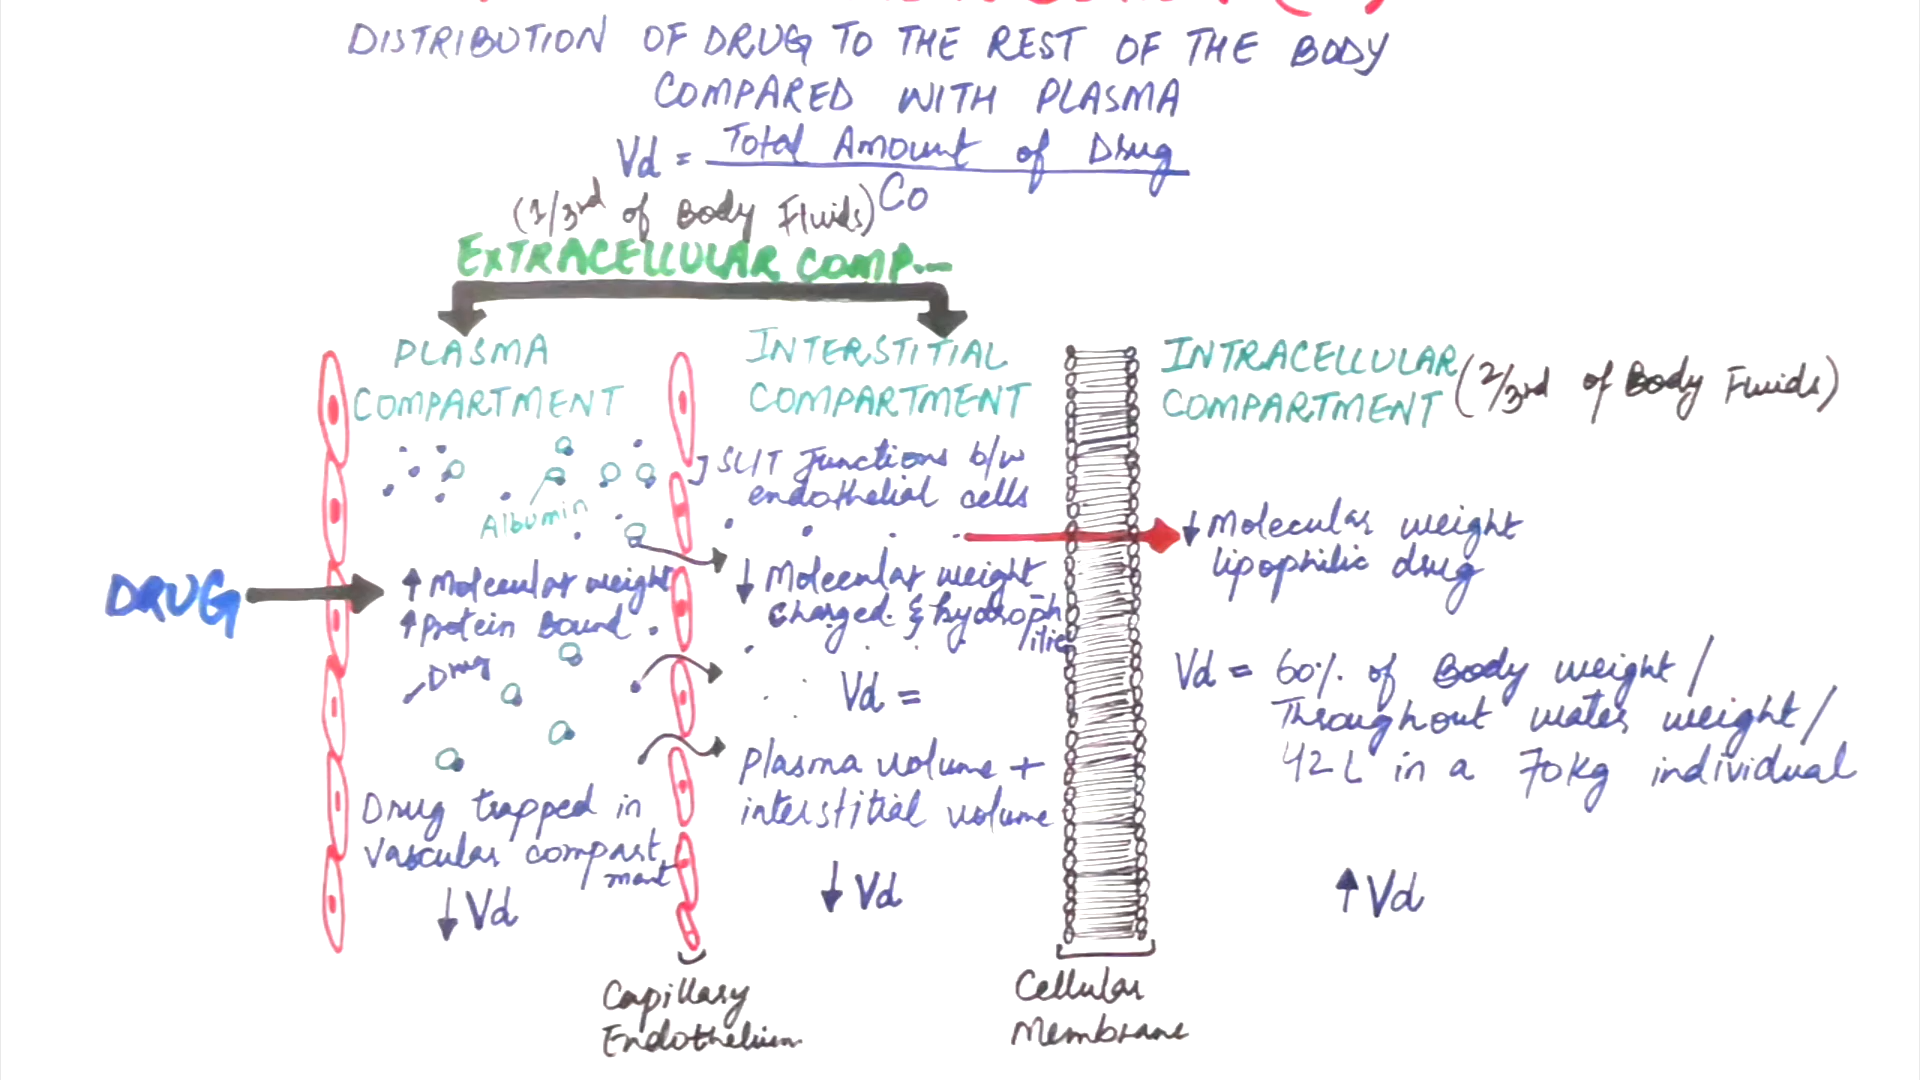 DISTRIBUTION OF DRUG TO THE REST OF THE BODY
COMPARED WITH PLASMA
Vd = Total Amount of Drug
Co
(1/3rd of Body Fluids)
EXTRACELLULAR COMP...
PLASMA
COMPARTMENT
INTERSTITIAL
COMPARTMENT
INTRACELLULAR
COMPARTMENT
(2/3rd of Body Fluids)
SLIT Junctions b/w
endothelial cells
Albumin
DRUG
↑ Molecular weight
↑ Protein Bound
Drug
Drug trapped in
Vascular compart
ment
↓ Vd
↓ Molecular weight
Charged & hydroph
ilic
Vd =
Plasma volume +
interstitial volume
↓ Vd
↓ Molecular weight
lipophilic drug
Vd = 60% of Body weight /
Throughout water weight /
42 L in a 70kg individual
↑ Vd
Capillary
Endothelium
Cellular
Membrane